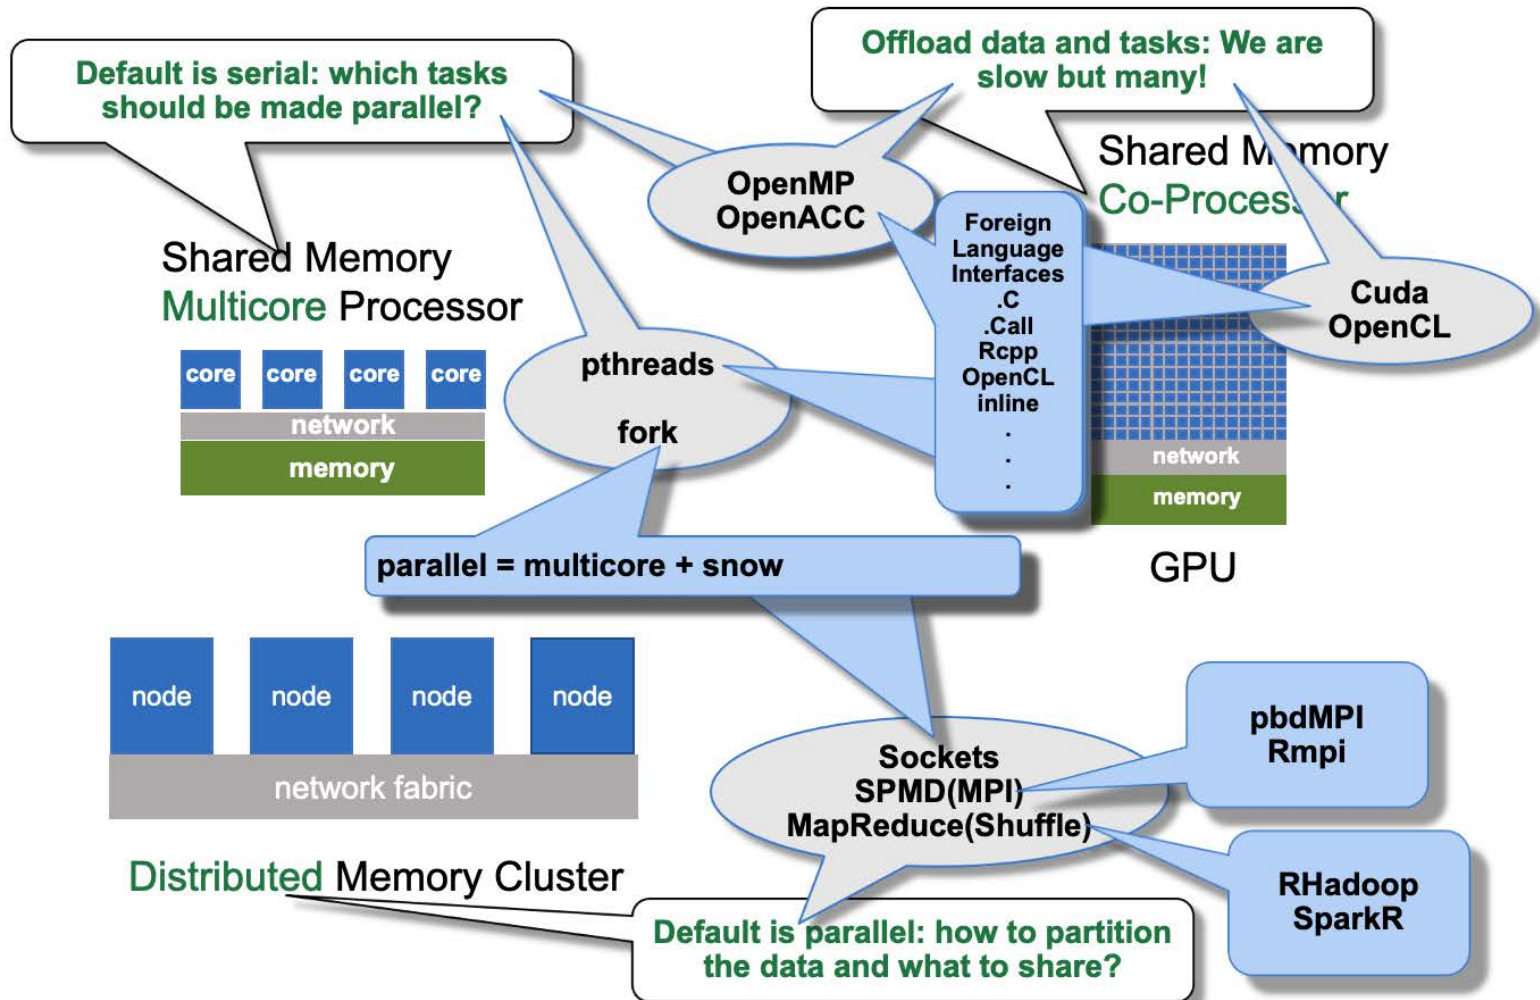 Default is serial: which tasks
should be made parallel?
Offload data and tasks: We are
slow but many!
Shared Memory
Multicore Processor
core core core core
network
memory
OpenMP
OpenACC
Shared Memory
Co-Processor
Foreign
Language
Interfaces
.C
.Call
Rcpp
OpenCL
inline
.
.
.
Cuda
OpenCL
network
memory
GPU
pthreads
fork
parallel = multicore + snow
node node node node
network fabric
Distributed Memory Cluster
Sockets
SPMD(MPI)
MapReduce(Shuffle)
pbdMPI
Rmpi
RHadoop
SparkR
Default is parallel: how to partition
the data and what to share?